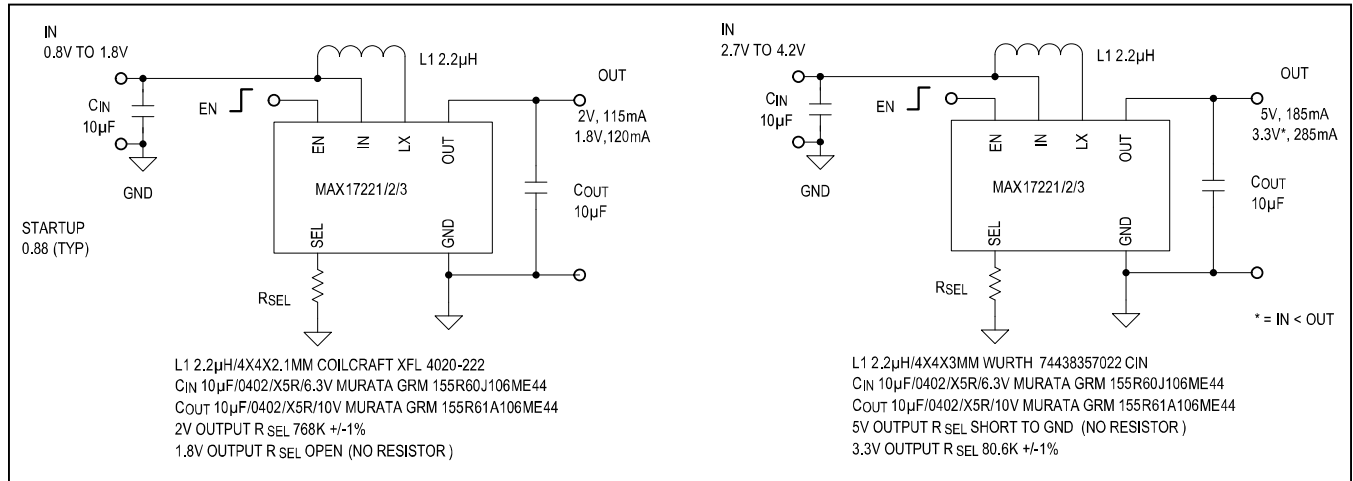 IN
0.8V TO 1.8V
L1 2.2µH
OUT
CIN
10µF
EN
2V, 115mA
1.8V,120mA
EN
IN
LX
OUT
GND
MAX17221/2/3
COUT
10µF
STARTUP
0.88 (TYP)
SEL
GND
RSEL
L1 2.2µH/4X4X2.1MM COILCRAFT XFL 4020-222
CIN 10µF/0402/X5R/6.3V MURATA GRM 155R60J106ME44
COUT 10µF/0402/X5R/10V MURATA GRM 155R61A106ME44
2V OUTPUT R SEL 768K +/-1%
1.8V OUTPUT R SEL OPEN (NO RESISTOR )
IN
2.7V TO 4.2V
L1 2.2µH
OUT
CIN
10µF
EN
5V, 185mA
3.3V*, 285mA
EN
IN
LX
OUT
GND
MAX17221/2/3
COUT
10µF
SEL
GND
RSEL
* = IN < OUT
L1 2.2µH/4X4X3MM WURTH 74438357022 CIN
CIN 10µF/0402/X5R/6.3V MURATA GRM 155R60J106ME44
COUT 10µF/0402/X5R/10V MURATA GRM 155R61A106ME44
5V OUTPUT R SEL SHORT TO GND (NO RESISTOR )
3.3V OUTPUT R SEL 80.6K +/-1%